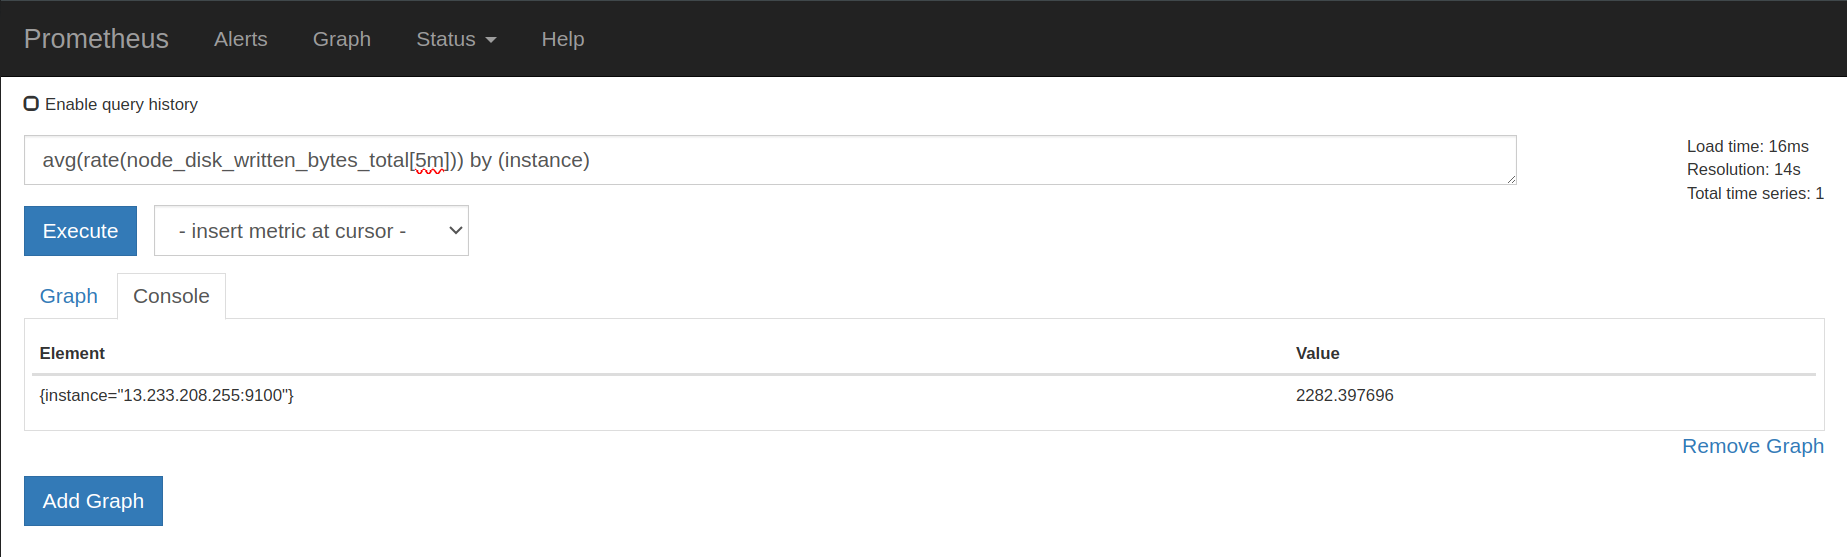 Prometheus Alerts Graph Status Help
Enable query history
avg(rate(node_disk_written_bytes_total[5m])) by (instance)
Load time: 16ms
Resolution: 14s
Total time series: 1
Execute
- insert metric at cursor -
Graph Console
Element Value
{instance="13.233.208.255:9100"} 2282.397696
Remove Graph
Add Graph